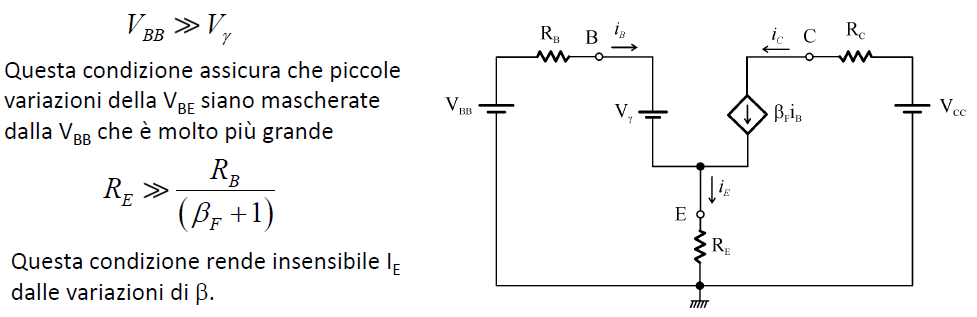 V_BB ≫ V_γ
Questa condizione assicura che piccole
variazioni della V_BE siano mascherate
dalla V_BB che è molto più grande
R_E ≫ R_B / (β_F + 1)
Questa condizione rende insensibile I_E
dalle variazioni di β.
R_B B i_B i_C C R_C
V_BB V_γ β_F i_B V_CC
i_E
E
R_E